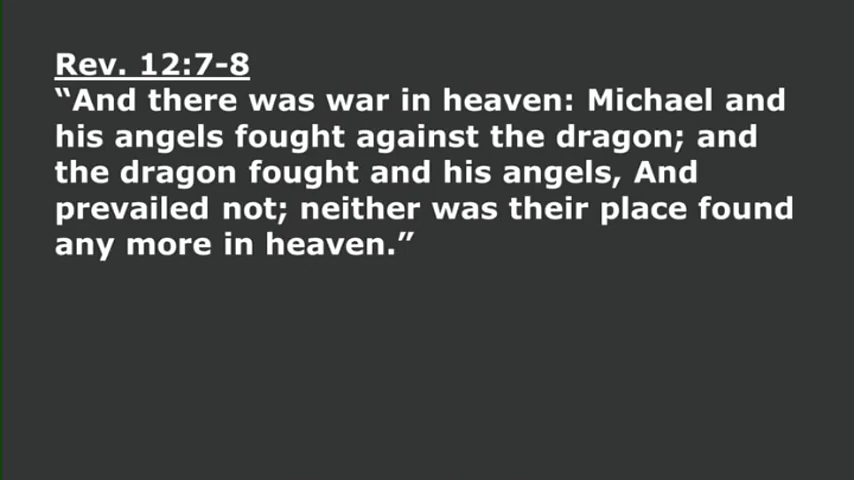 Rev. 12:7-8
“And there was war in heaven: Michael and
his angels fought against the dragon; and
the dragon fought and his angels, And
prevailed not; neither was their place found
any more in heaven.”